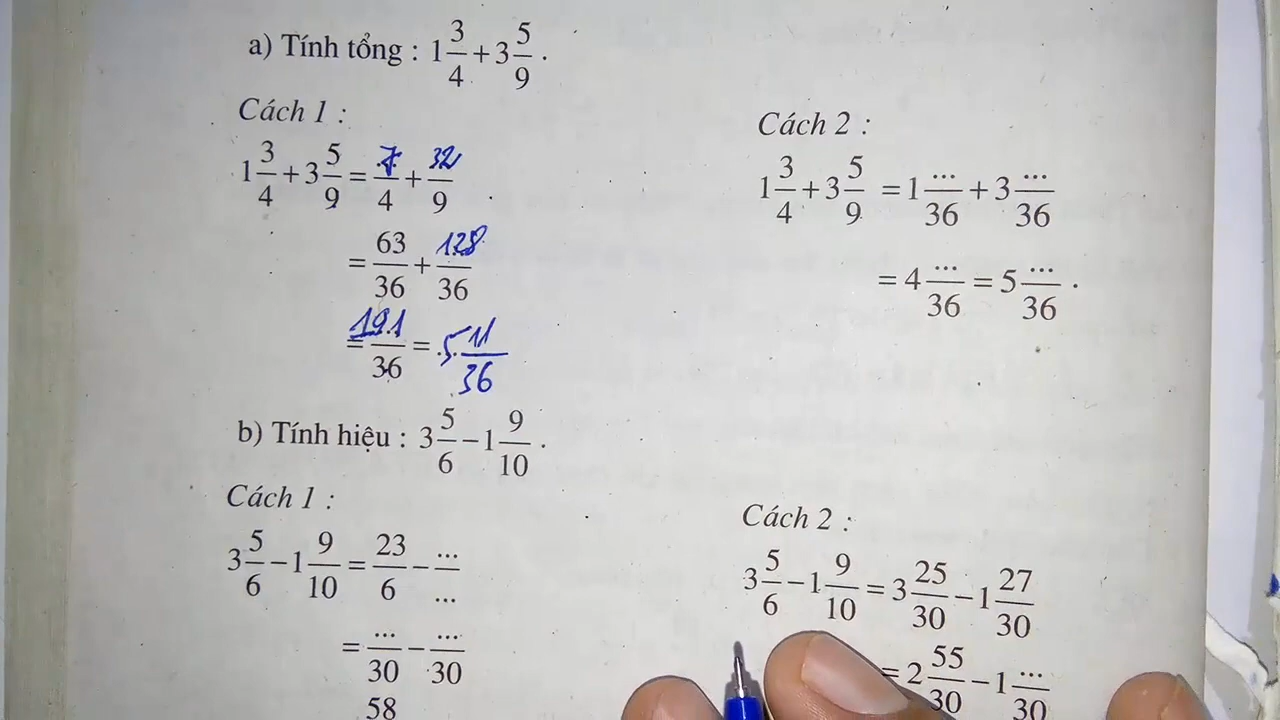 a) Tính tổng : 1 3/4 + 3 5/9 .
Cách 1 :
1 3/4 + 3 5/9 = 7/4 + 32/9
= 63/36 + 128/36
= 191/36 = 5 11/36
Cách 2 :
1 3/4 + 3 5/9 = 1 .../36 + 3 .../36
= 4 .../36 = 5 .../36 .
b) Tính hiệu : 3 5/6 − 1 9/10 .
Cách 1 :
3 5/6 − 1 9/10 = 23/6 − .../...
= .../30 − .../30
58
Cách 2 :
3 5/6 − 1 9/10 = 3 25/30 − 1 27/30
= 2 55/30 − 1 .../30